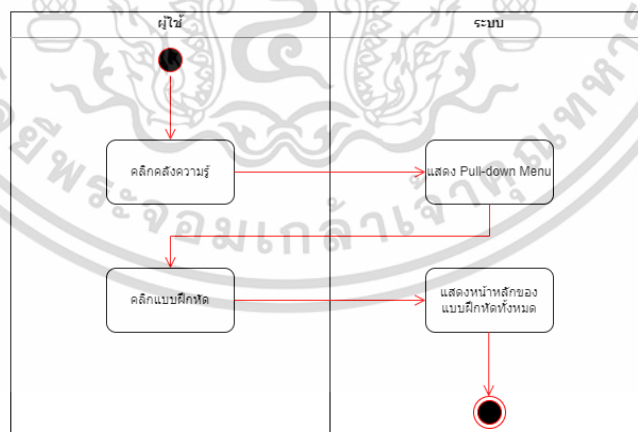 ผู้ใช้
ระบบ
คลิกคลังความรู้
แสดง Pull-down Menu
คลิกแบบฝึกหัด
แสดงหน้าหลักของ
แบบฝึกหัดทั้งหมด